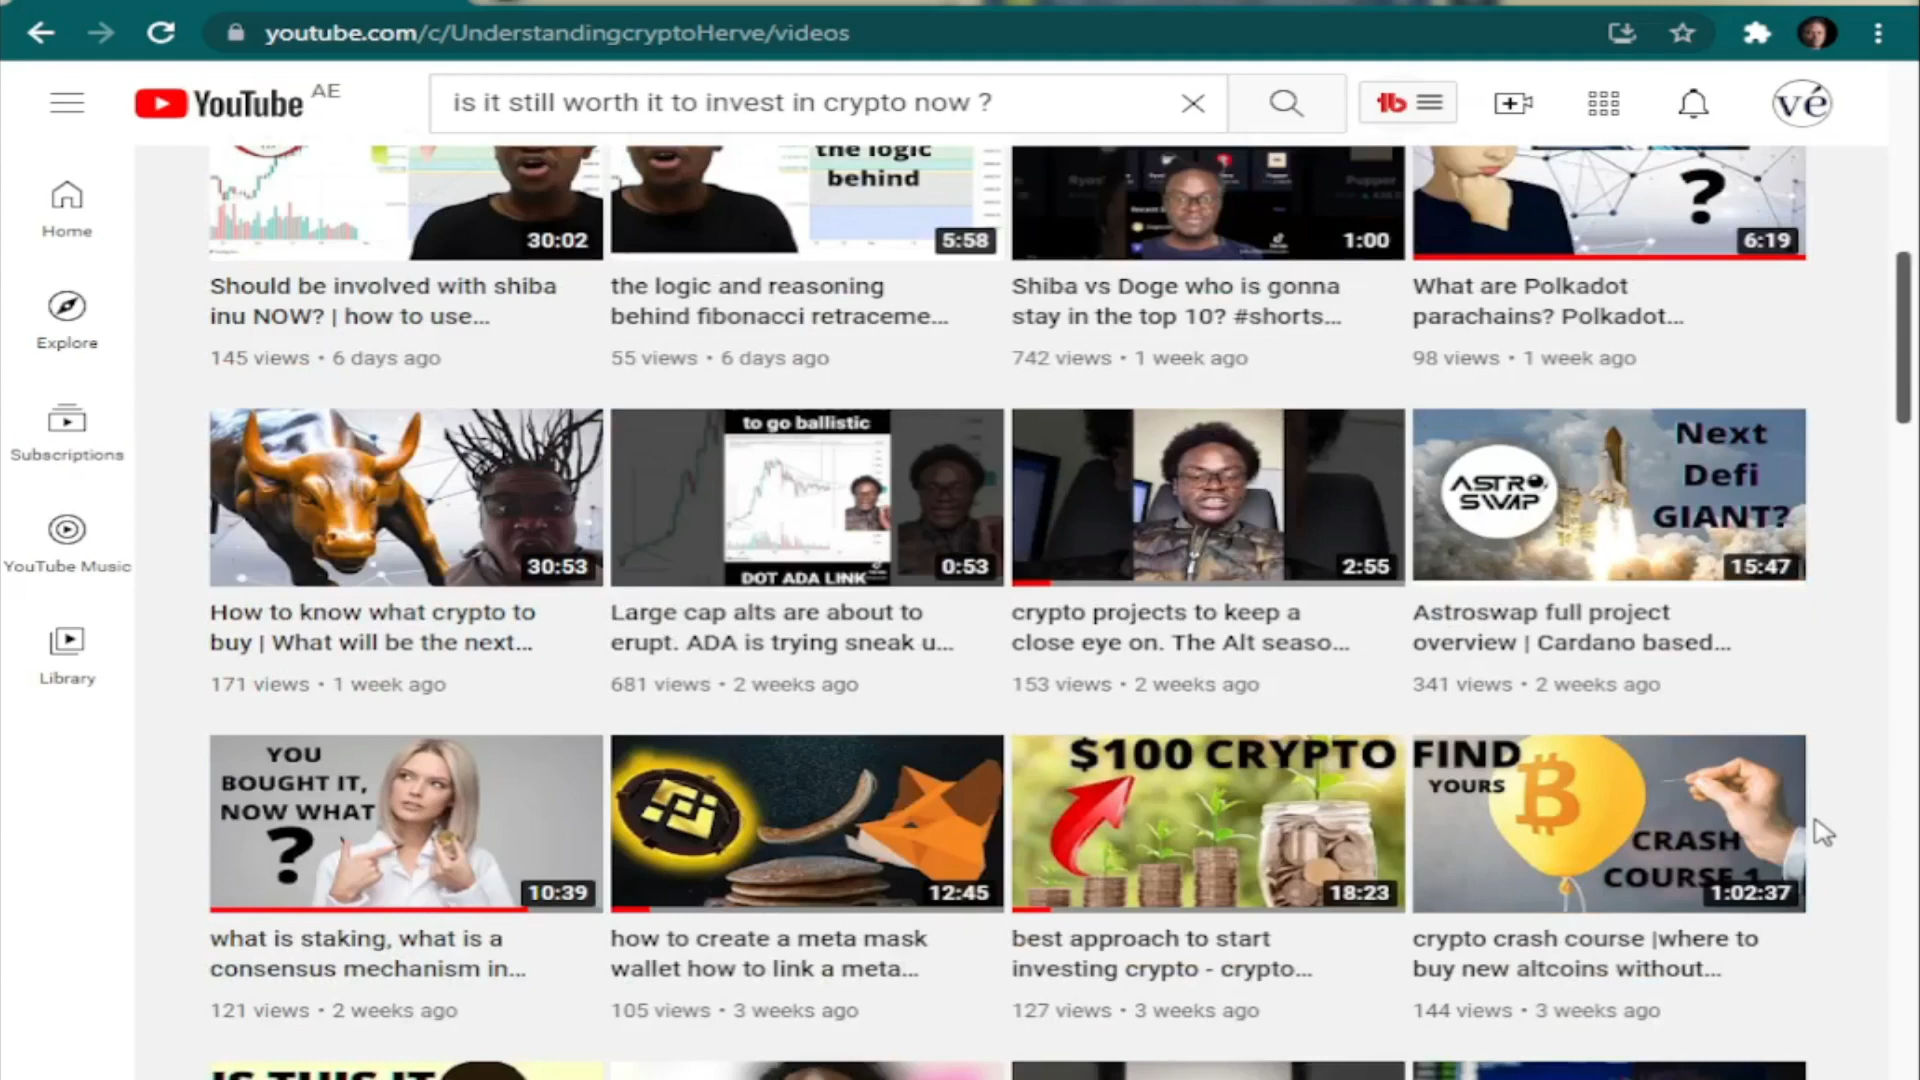 youtube.com/c/UnderstandingcryptoHerve/videos
YouTube AE
is it still worth it to invest in crypto now ?
vé
Home
Explore
Subscriptions
YouTube Music
Library
30:02
the logic
behind
5:58
1:00
?
6:19
Should be involved with shiba
inu NOW? | how to use...
145 views • 6 days ago
the logic and reasoning
behind fibonacci retraceme...
55 views • 6 days ago
Shiba vs Doge who is gonna
stay in the top 10? #shorts...
742 views • 1 week ago
What are Polkadot
parachains? Polkadot...
98 views • 1 week ago
30:53
to go ballistic
DOT ADA LINK
0:53
2:55
ASTRO
SWAP
Next
Defi
GIANT?
15:47
How to know what crypto to
buy | What will be the next...
171 views • 1 week ago
Large cap alts are about to
erupt. ADA is trying sneak u...
681 views • 2 weeks ago
crypto projects to keep a
close eye on. The Alt seaso...
153 views • 2 weeks ago
Astroswap full project
overview | Cardano based...
341 views • 2 weeks ago
YOU
BOUGHT IT,
NOW WHAT
?
10:39
12:45
$100 CRYPTO
18:23
FIND
YOURS
CRASH
COURSE 1
1:02:37
what is staking, what is a
consensus mechanism in...
121 views • 2 weeks ago
how to create a meta mask
wallet how to link a meta...
105 views • 3 weeks ago
best approach to start
investing crypto - crypto...
127 views • 3 weeks ago
crypto crash course |where to
buy new altcoins without...
144 views • 3 weeks ago
IS THIS IT